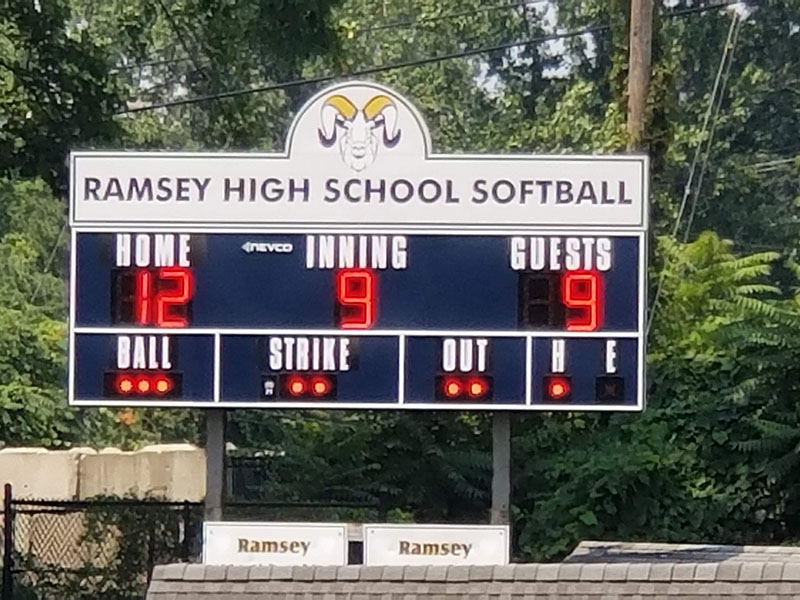 RAMSEY HIGH SCHOOL SOFTBALL
HOME NEVCO INNING GUESTS
12 9 9
BALL STRIKE OUT H E
Ramsey Ramsey